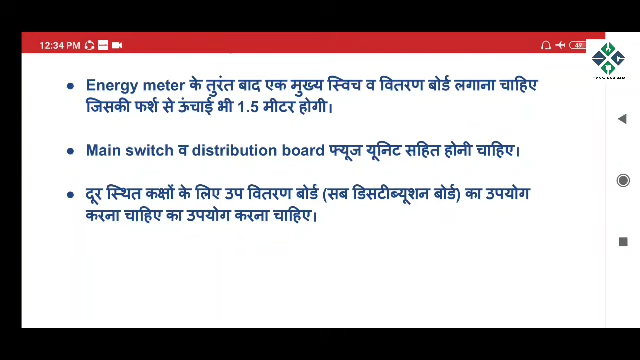 12:34 PM
49
Energy meter के तुरंत बाद एक मुख्य स्विच व वितरण बोर्ड लगाना चाहिए
जिसकी फर्श से ऊंचाई भी 1.5 मीटर होगी।
Main switch व distribution board फ्यूज यूनिट सहित होनी चाहिए।
दूर स्थित कक्षों के लिए उप वितरण बोर्ड (सब डिसटीब्यूशन बोर्ड) का उपयोग
करना चाहिए का उपयोग करना चाहिए।